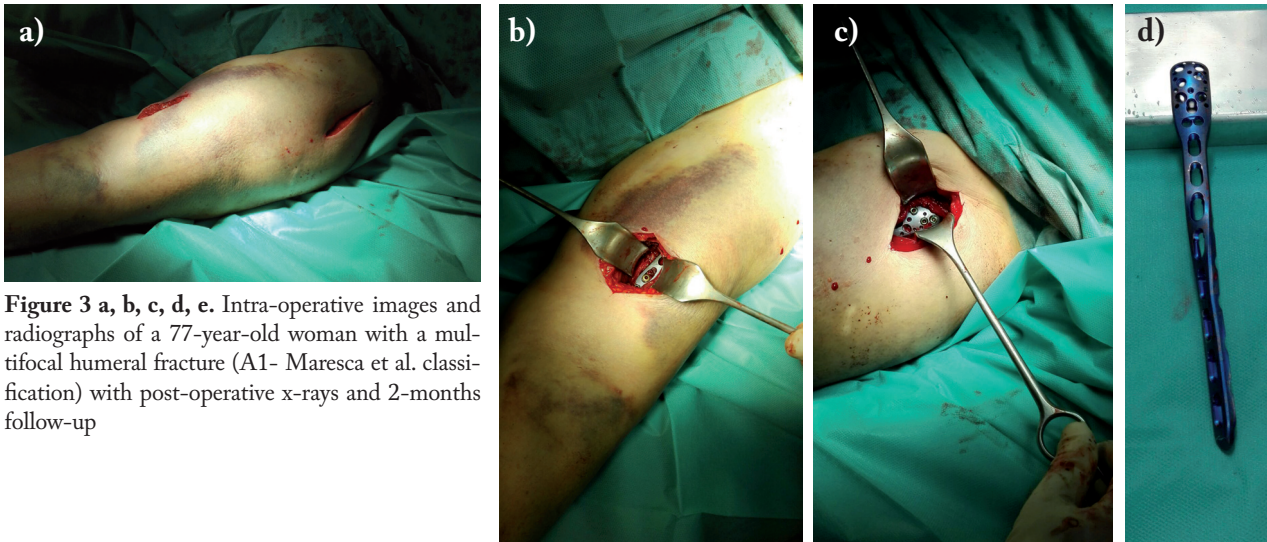 a)
b)
c)
d)
Figure 3 a, b, c, d, e. Intra-operative images and
radiographs of a 77-year-old woman with a mul-
tifocal humeral fracture (A1- Maresca et al. classi-
fication) with post-operative x-rays and 2-months
follow-up